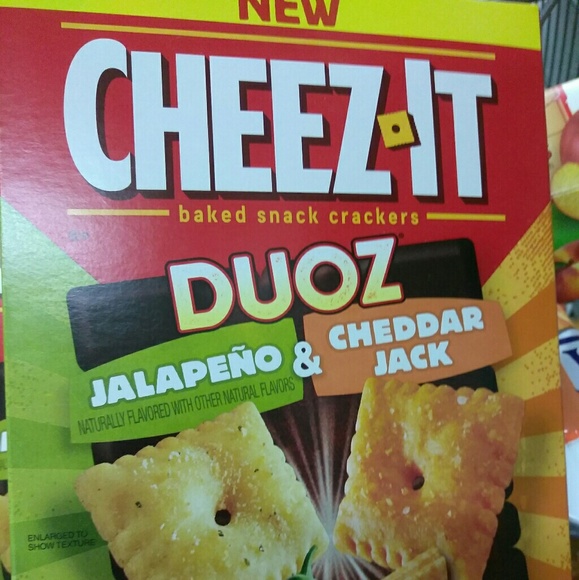 NEW
CHEEZ-IT
baked snack crackers
DUOZ
JALAPEÑO & CHEDDAR JACK
NATURALLY FLAVORED WITH OTHER NATURAL FLAVORS
ENLARGED TO
SHOW TEXTURE